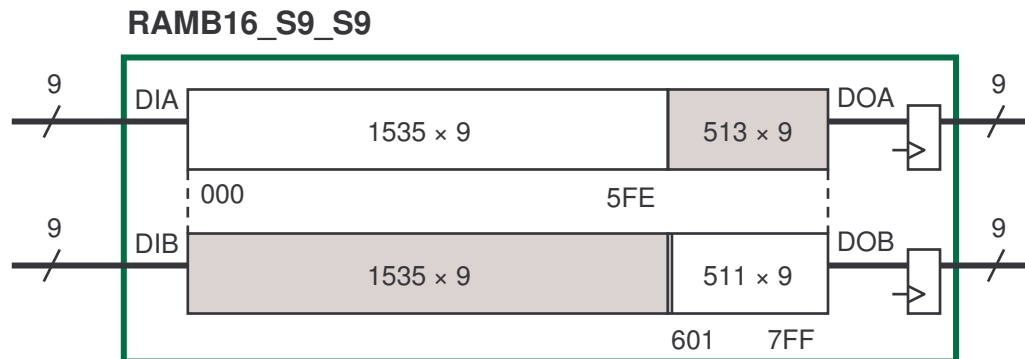 RAMB16_S9_S9
9 DIA 1535 × 9 513 × 9 DOA 9
000 5FE
9 DIB 1535 × 9 511 × 9 DOB 9
601 7FF